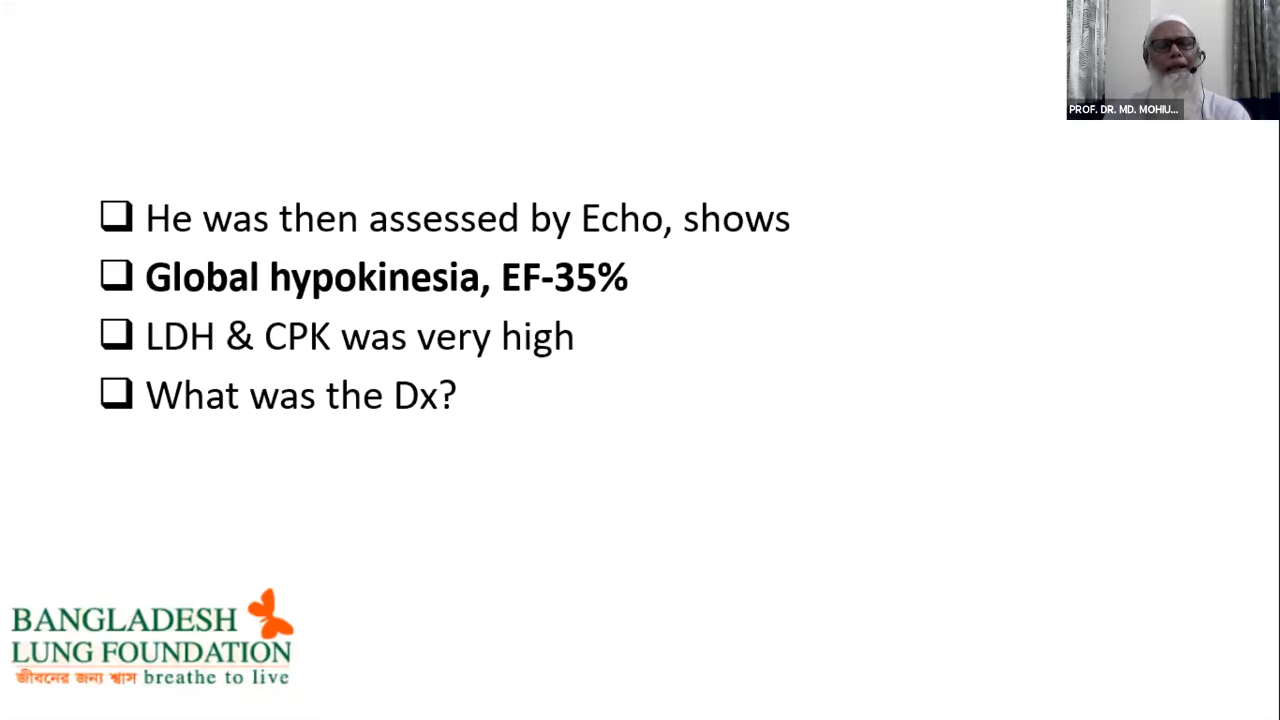 PROF. DR. MD. MOHIU...
He was then assessed by Echo, shows
Global hypokinesia, EF-35%
LDH & CPK was very high
What was the Dx?
BANGLADESH
LUNG FOUNDATION
জীবনের জন্য শ্বাস breathe to live